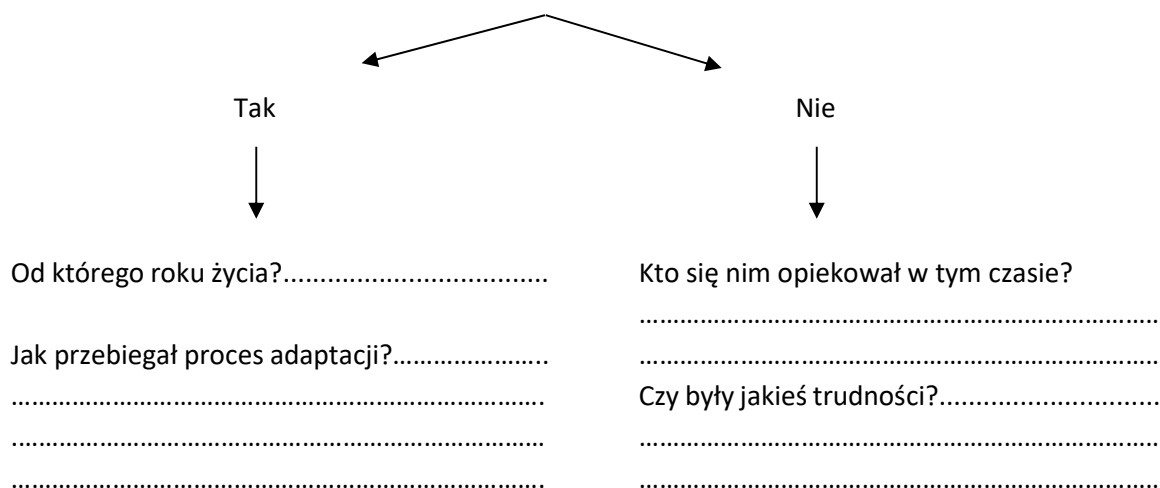 Tak
Nie
Od którego roku życia?....................................
Jak przebiegał proces adaptacji?.......................
..............................................................................
..............................................................................
..............................................................................
Kto się nim opiekował w tym czasie?
............................................................................
............................................................................
Czy były jakieś trudności?..............................
............................................................................
............................................................................